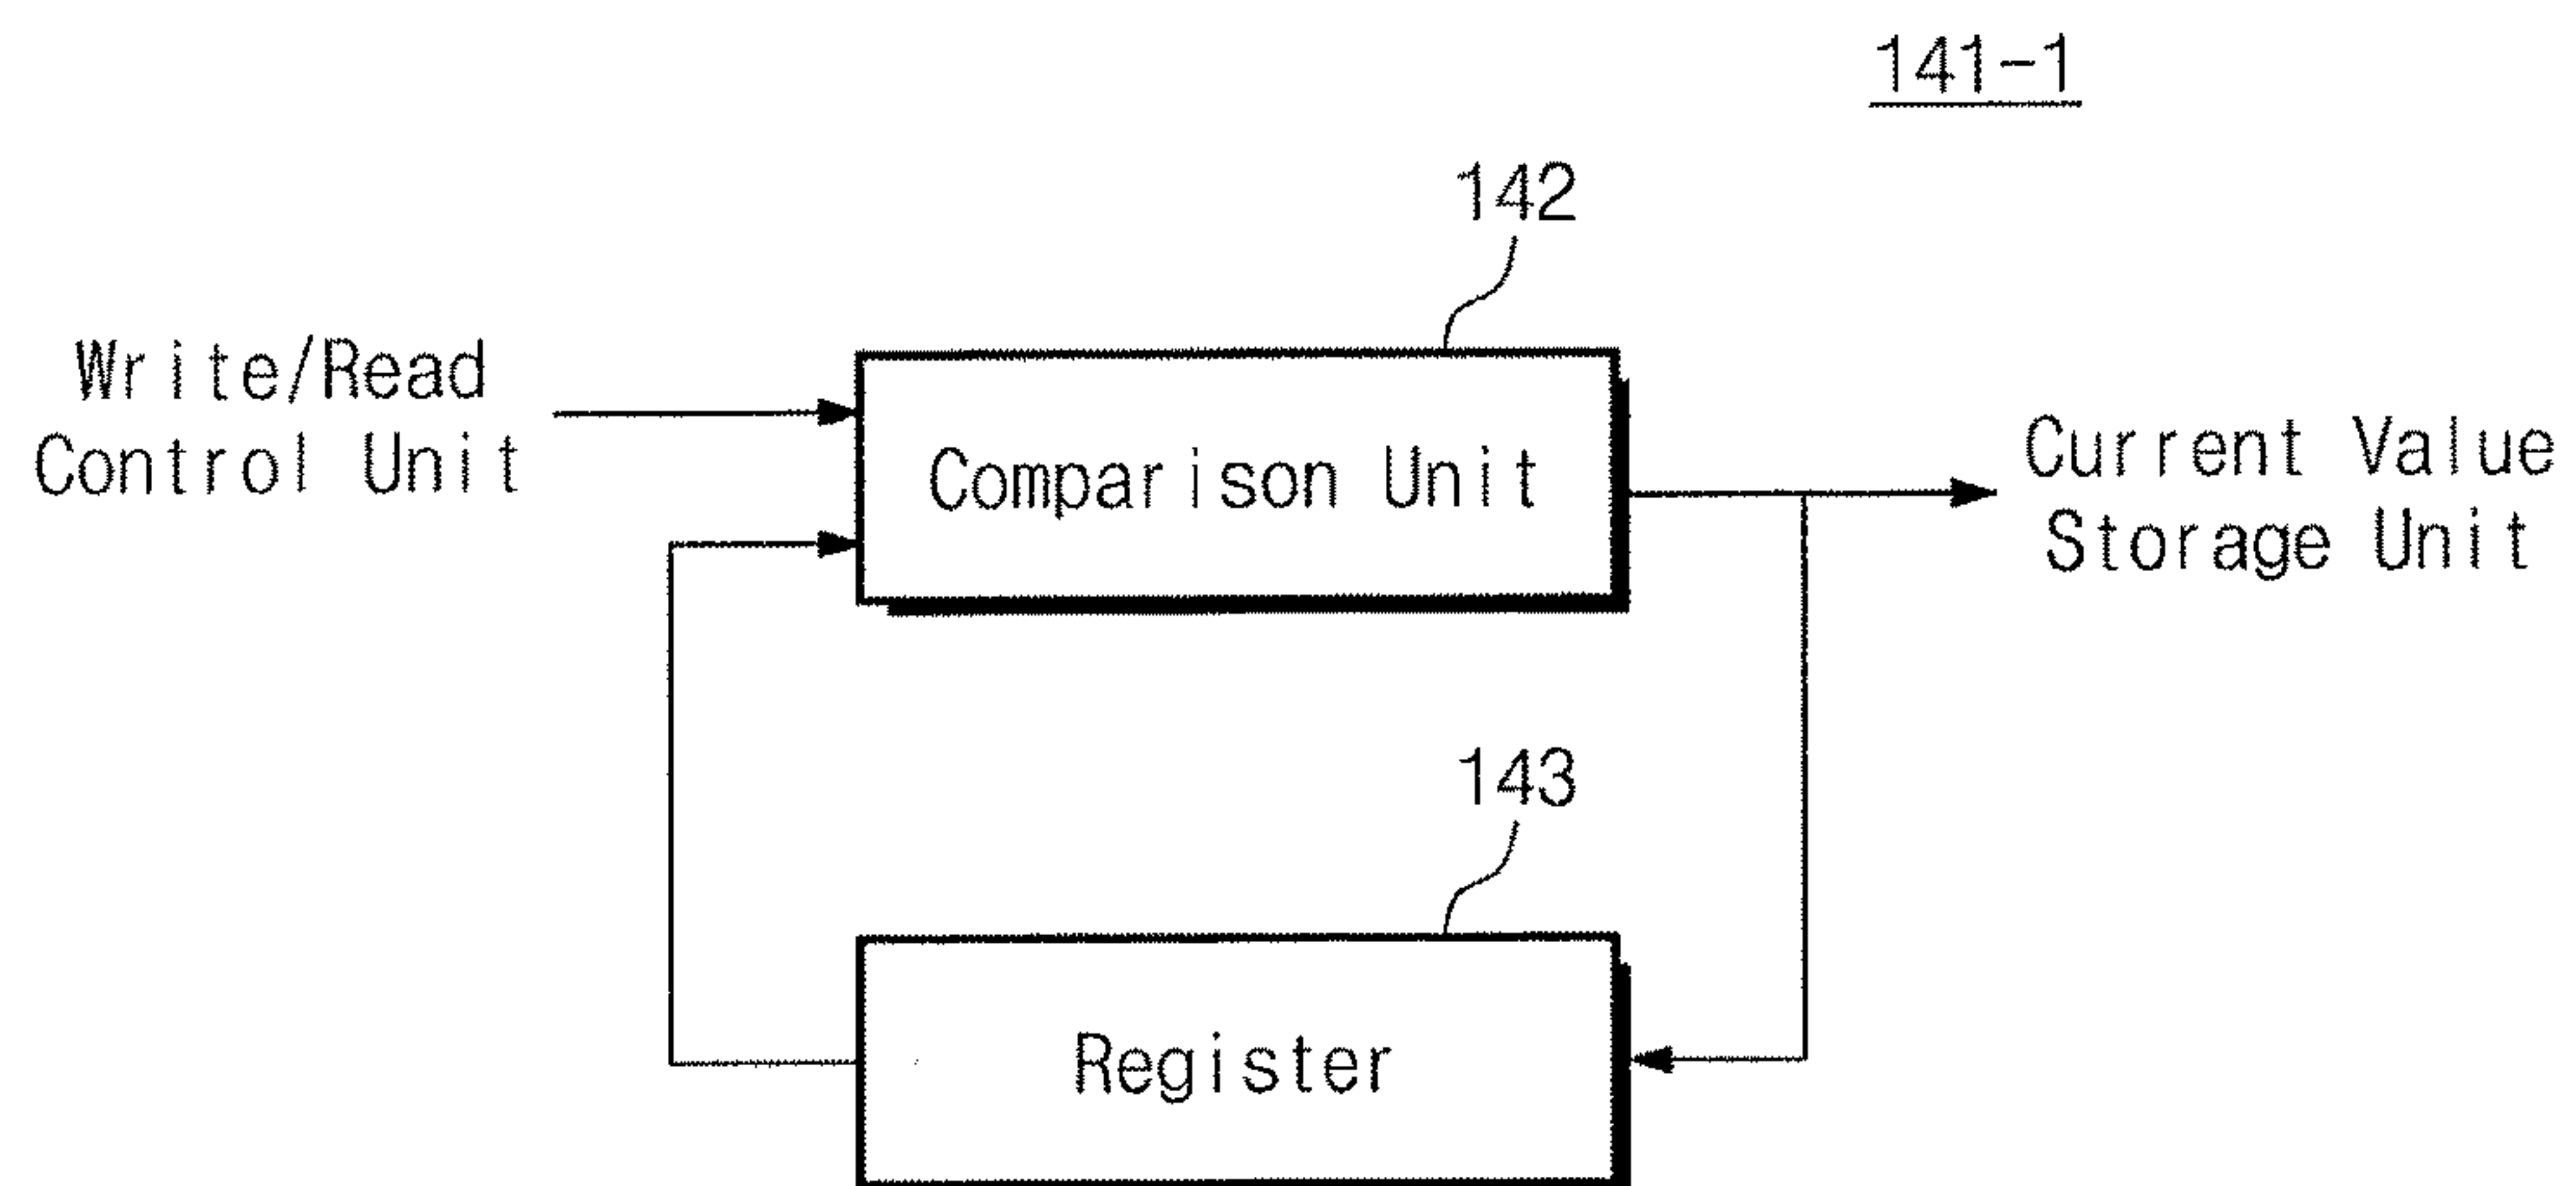 141-1
142
Write/Read
Control Unit
Comparison Unit
Current Value
Storage Unit
143
Register